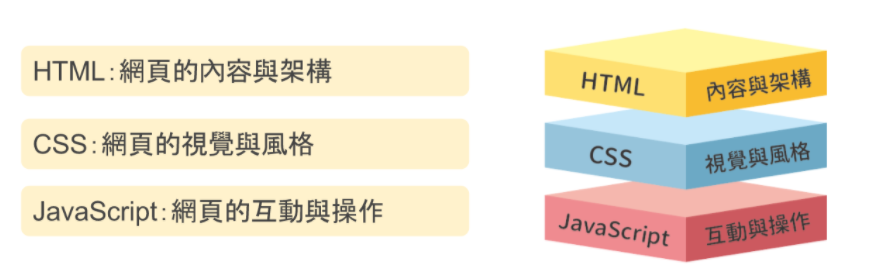 HTML：網頁的內容與架構
CSS：網頁的視覺與風格
JavaScript：網頁的互動與操作
HTML 內容與架構
CSS 視覺與風格
JavaScript 互動與操作